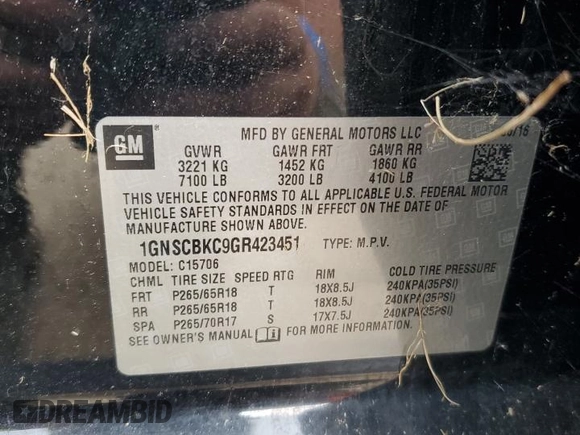 GM
MFD BY GENERAL MOTORS LLC
GVWR GAWR FRT GAWR RR
3221 KG 1452 KG 1860 KG
7100 LB 3200 LB 4100 LB
THIS VEHICLE CONFORMS TO ALL APPLICABLE U.S. FEDERAL MOTOR
VEHICLE SAFETY STANDARDS IN EFFECT ON THE DATE OF
MANUFACTURE SHOWN ABOVE.
1GNSCBKC9GR423451 TYPE: M.P.V.
MODEL: C15706
CHML TIRE SIZE SPEED RTG RIM COLD TIRE PRESSURE
FRT P265/65R18 T 18X8.5J 240KPA(35PSI)
RR P265/65R18 T 18X8.5J 240KPA(35PSI)
SPA P265/70R17 S 17X7.5J 240KPA(35PSI)
SEE OWNER'S MANUAL FOR MORE INFORMATION.
DREAMBID